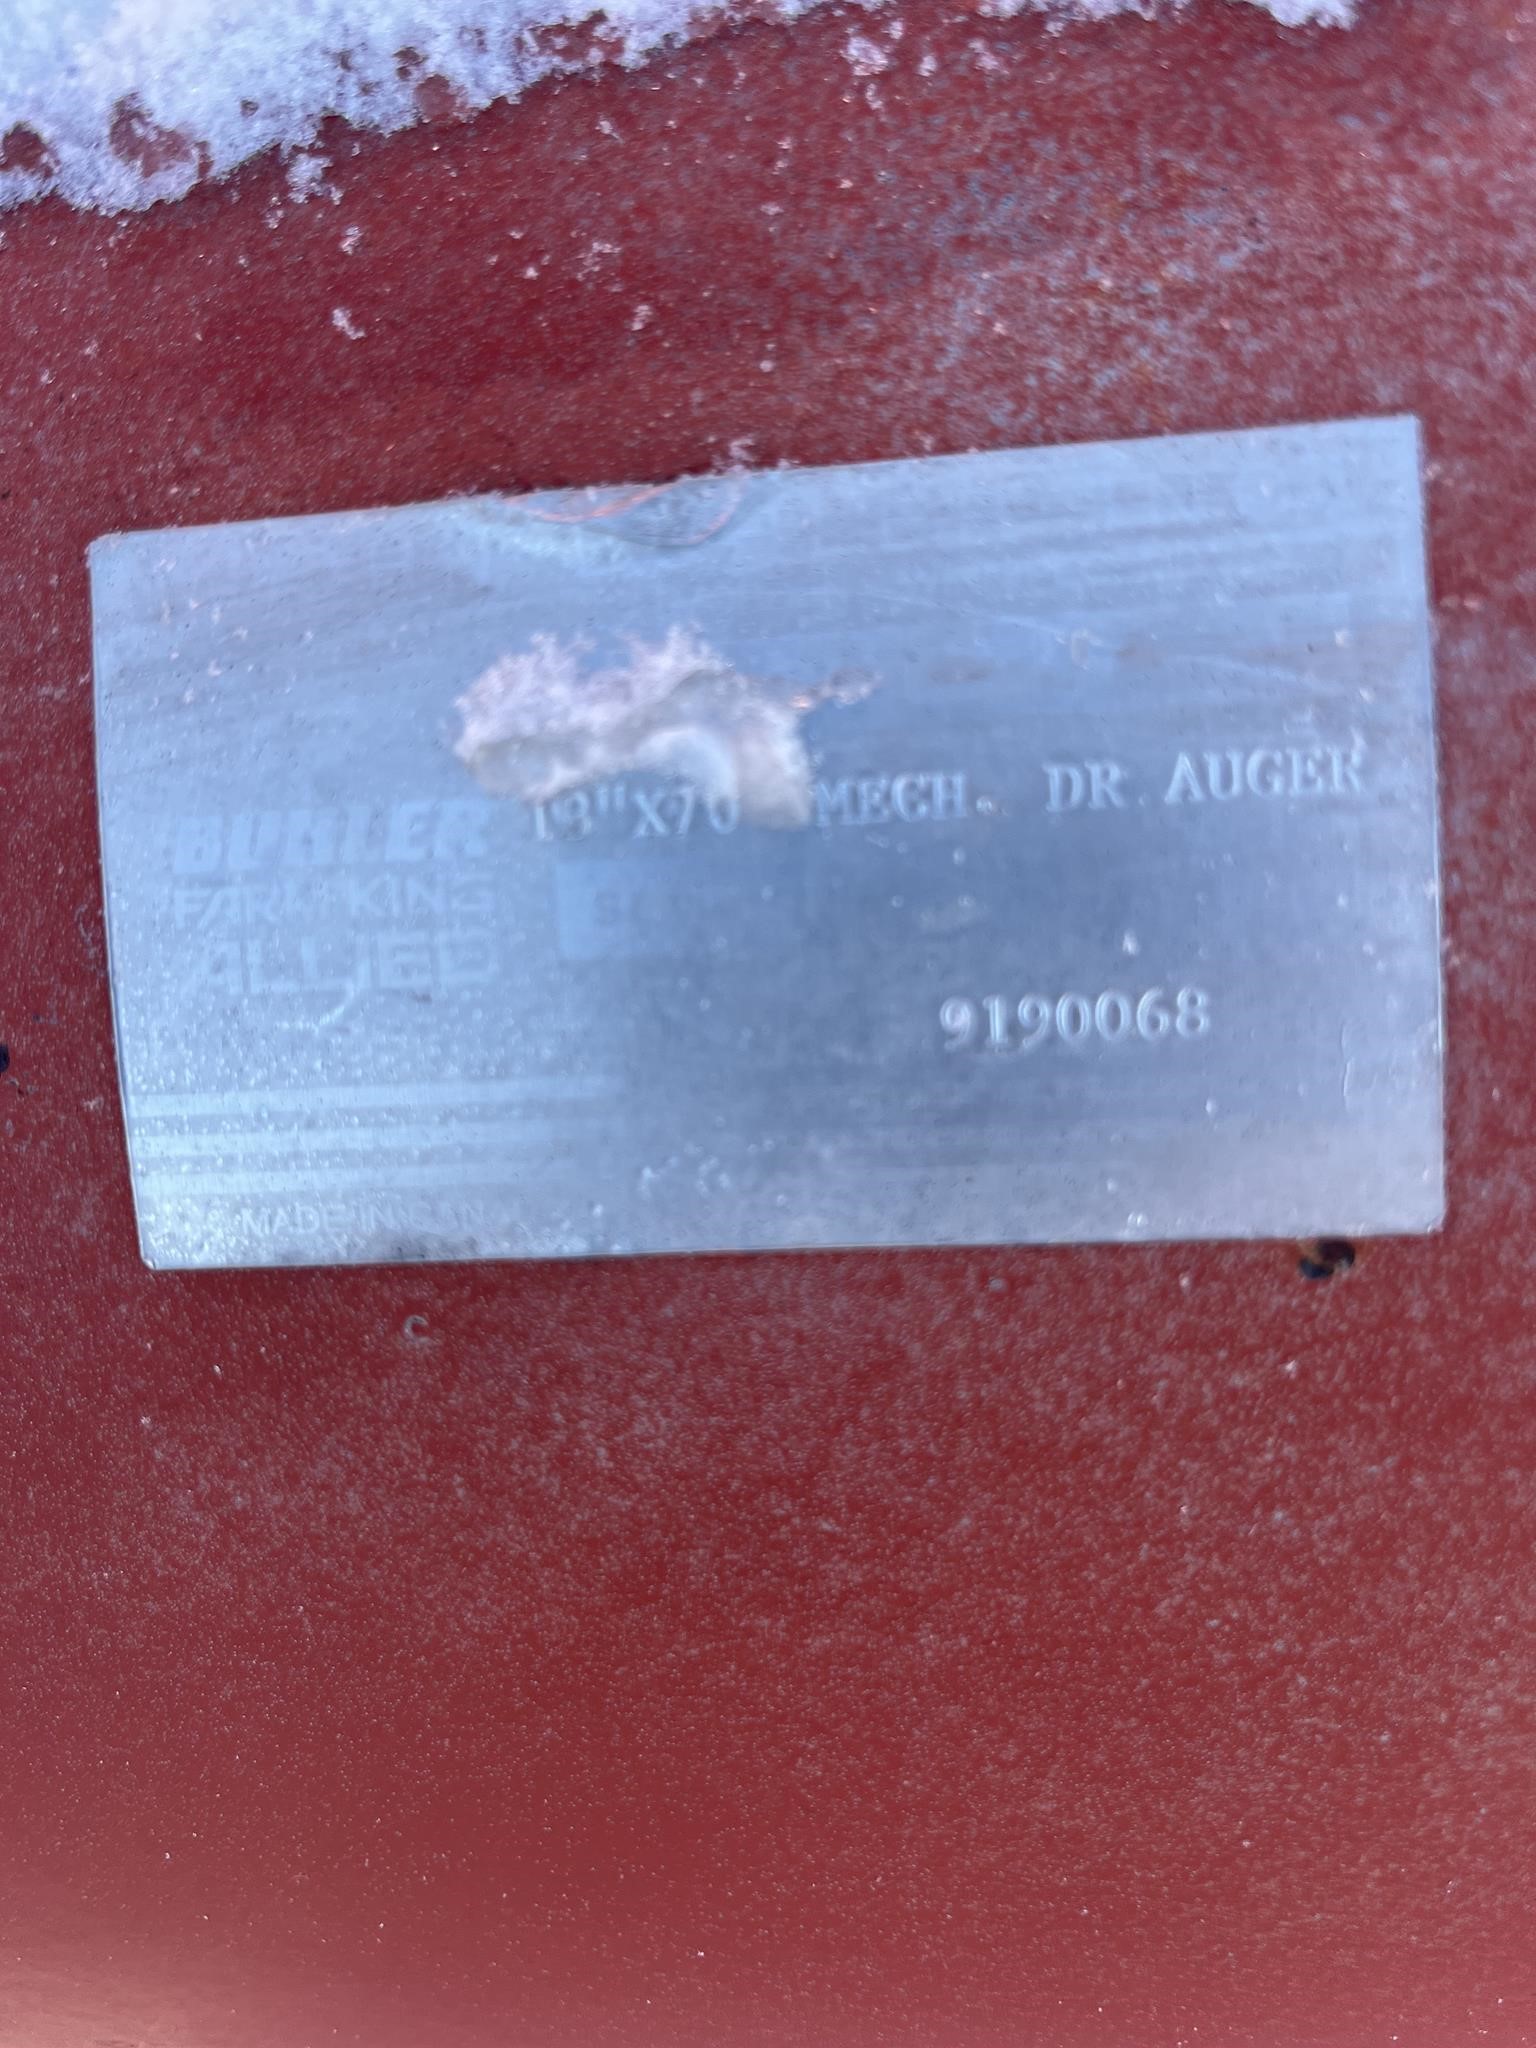 13"X70 MECH. DR AUGER
BUHLER
FARM KING
ALLIED
9190068
MADE IN CAN